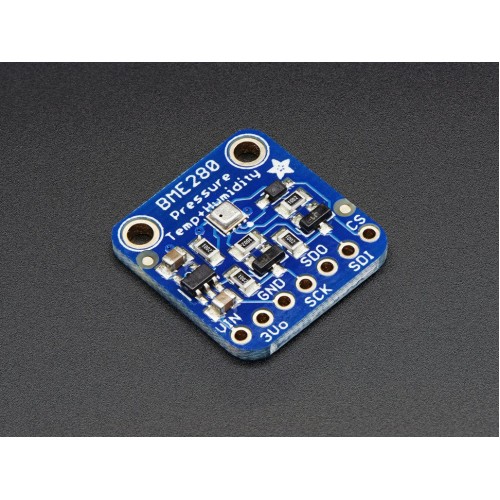 BME280
Pressure
Temp+Humidity
VIN
3Vo
GND
SCK
SDO
SDI
CS